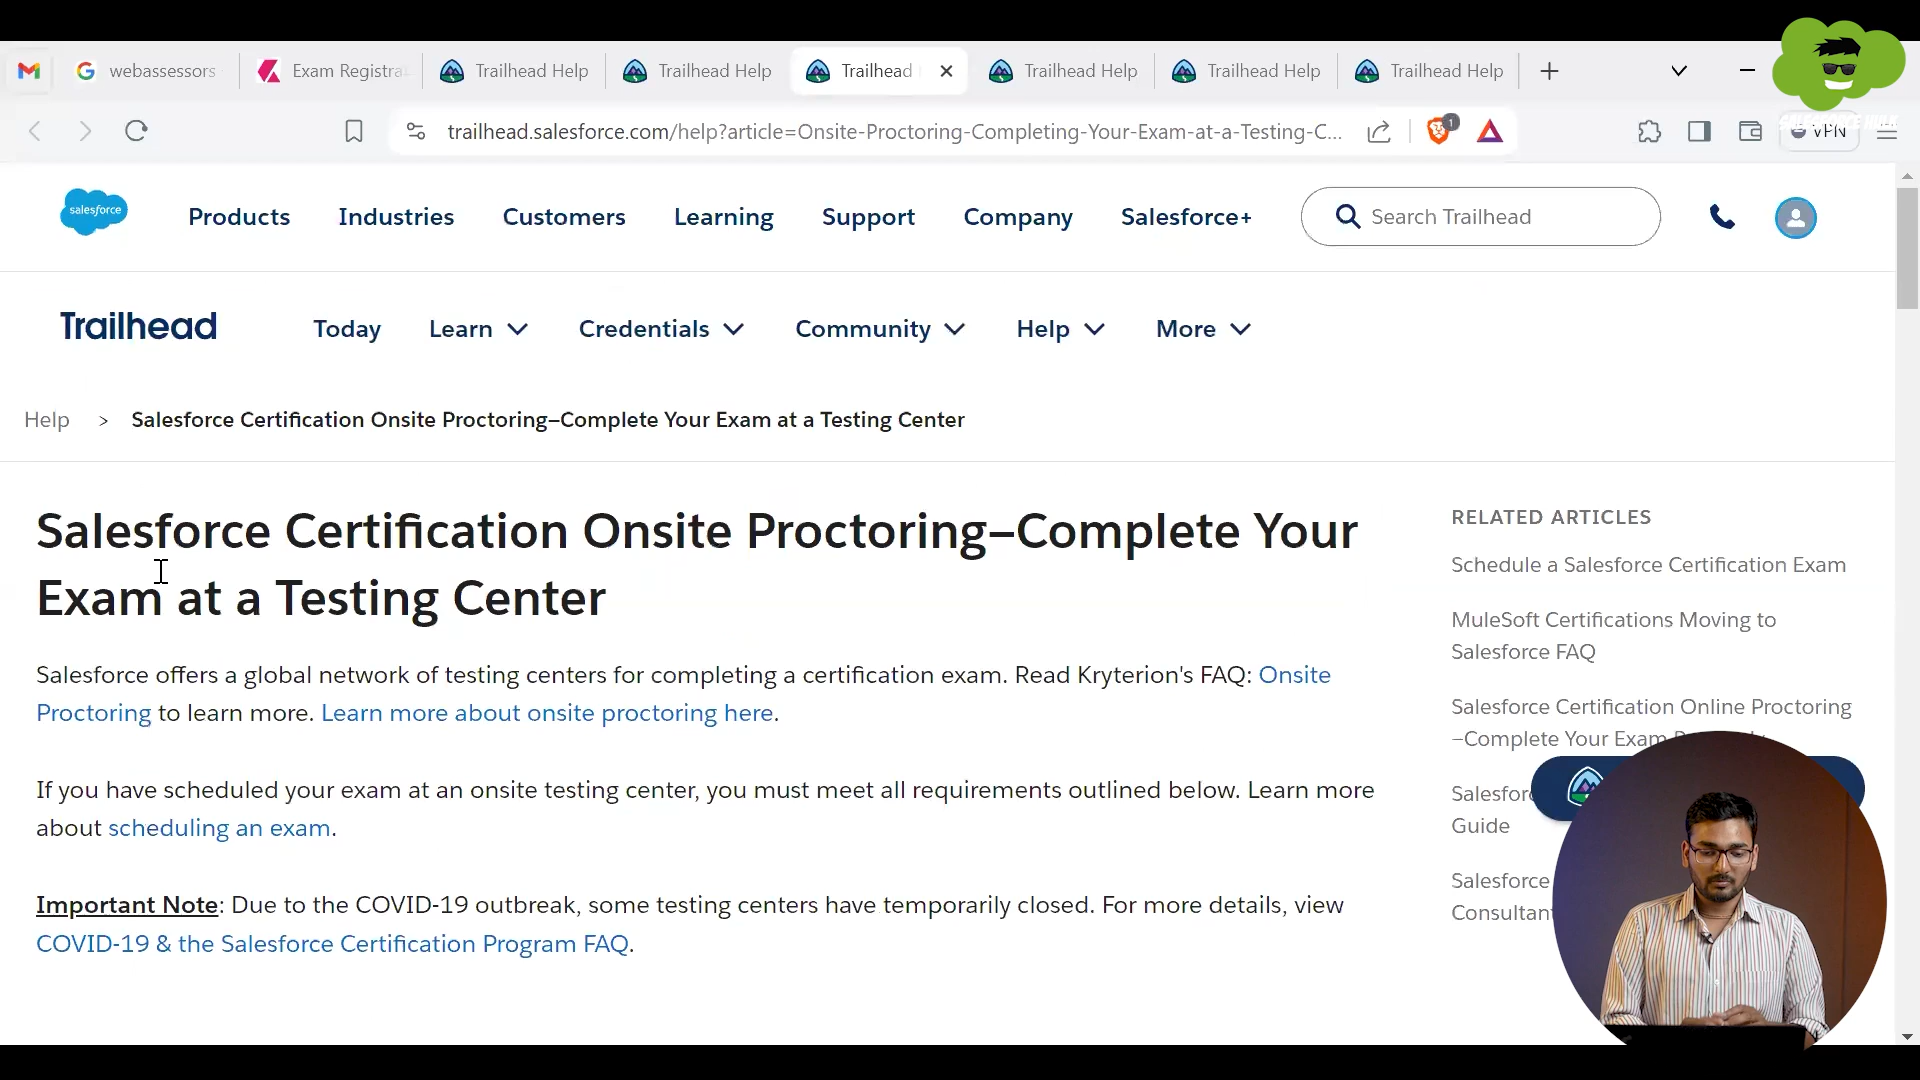 webassessors
Exam Registra
Trailhead Help
Trailhead Help
Trailhead
Trailhead Help
Trailhead Help
Trailhead Help
trailhead.salesforce.com/help?article=Onsite-Proctoring-Completing-Your-Exam-at-a-Testing-C...
1
VPN
salesforce
Products
Industries
Customers
Learning
Support
Company
Salesforce+
Search Trailhead
Trailhead
Today
Learn
Credentials
Community
Help
More
Help > Salesforce Certification Onsite Proctoring—Complete Your Exam at a Testing Center
Salesforce Certification Onsite Proctoring—Complete Your
Exam at a Testing Center
Salesforce offers a global network of testing centers for completing a certification exam. Read Kryterion's FAQ: Onsite
Proctoring to learn more. Learn more about onsite proctoring here.
If you have scheduled your exam at an onsite testing center, you must meet all requirements outlined below. Learn more
about scheduling an exam.
Important Note: Due to the COVID-19 outbreak, some testing centers have temporarily closed. For more details, view
COVID-19 & the Salesforce Certification Program FAQ.
RELATED ARTICLES
Schedule a Salesforce Certification Exam
MuleSoft Certifications Moving to
Salesforce FAQ
Salesforce Certification Online Proctoring
—Complete Your Exam
Guide
Salesforce